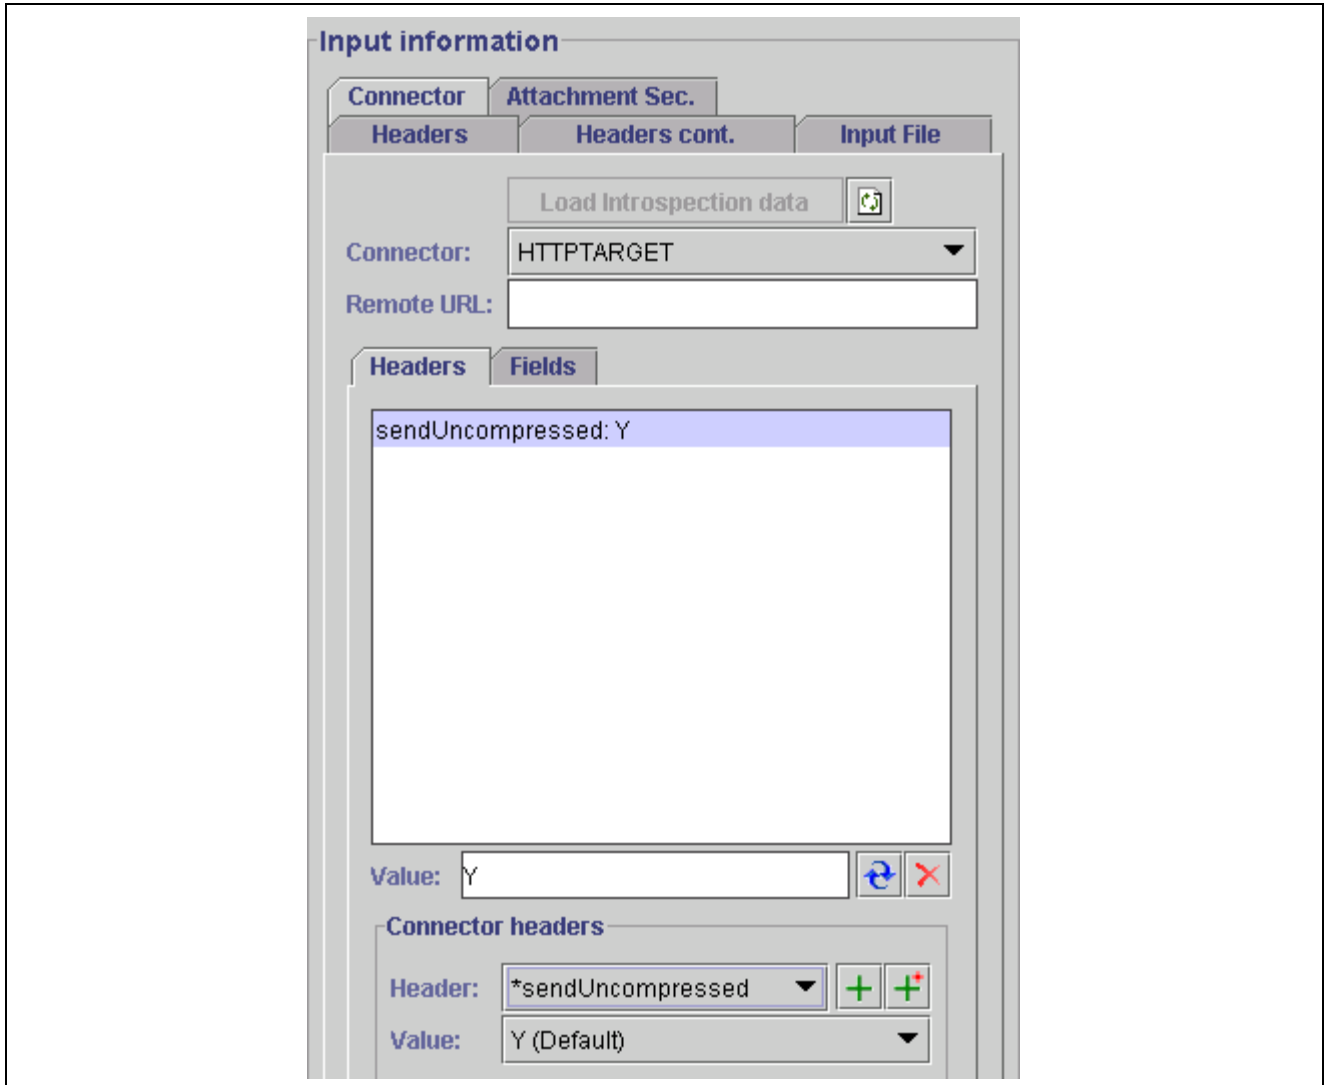 Input information
Connector Attachment Sec.
Headers Headers cont. Input File
Load Introspection data
Connector: HTTPTARGET
Remote URL:
Headers Fields
sendUncompressed: Y
Value: Y
Connector headers
Header: *sendUncompressed
Value: Y (Default)